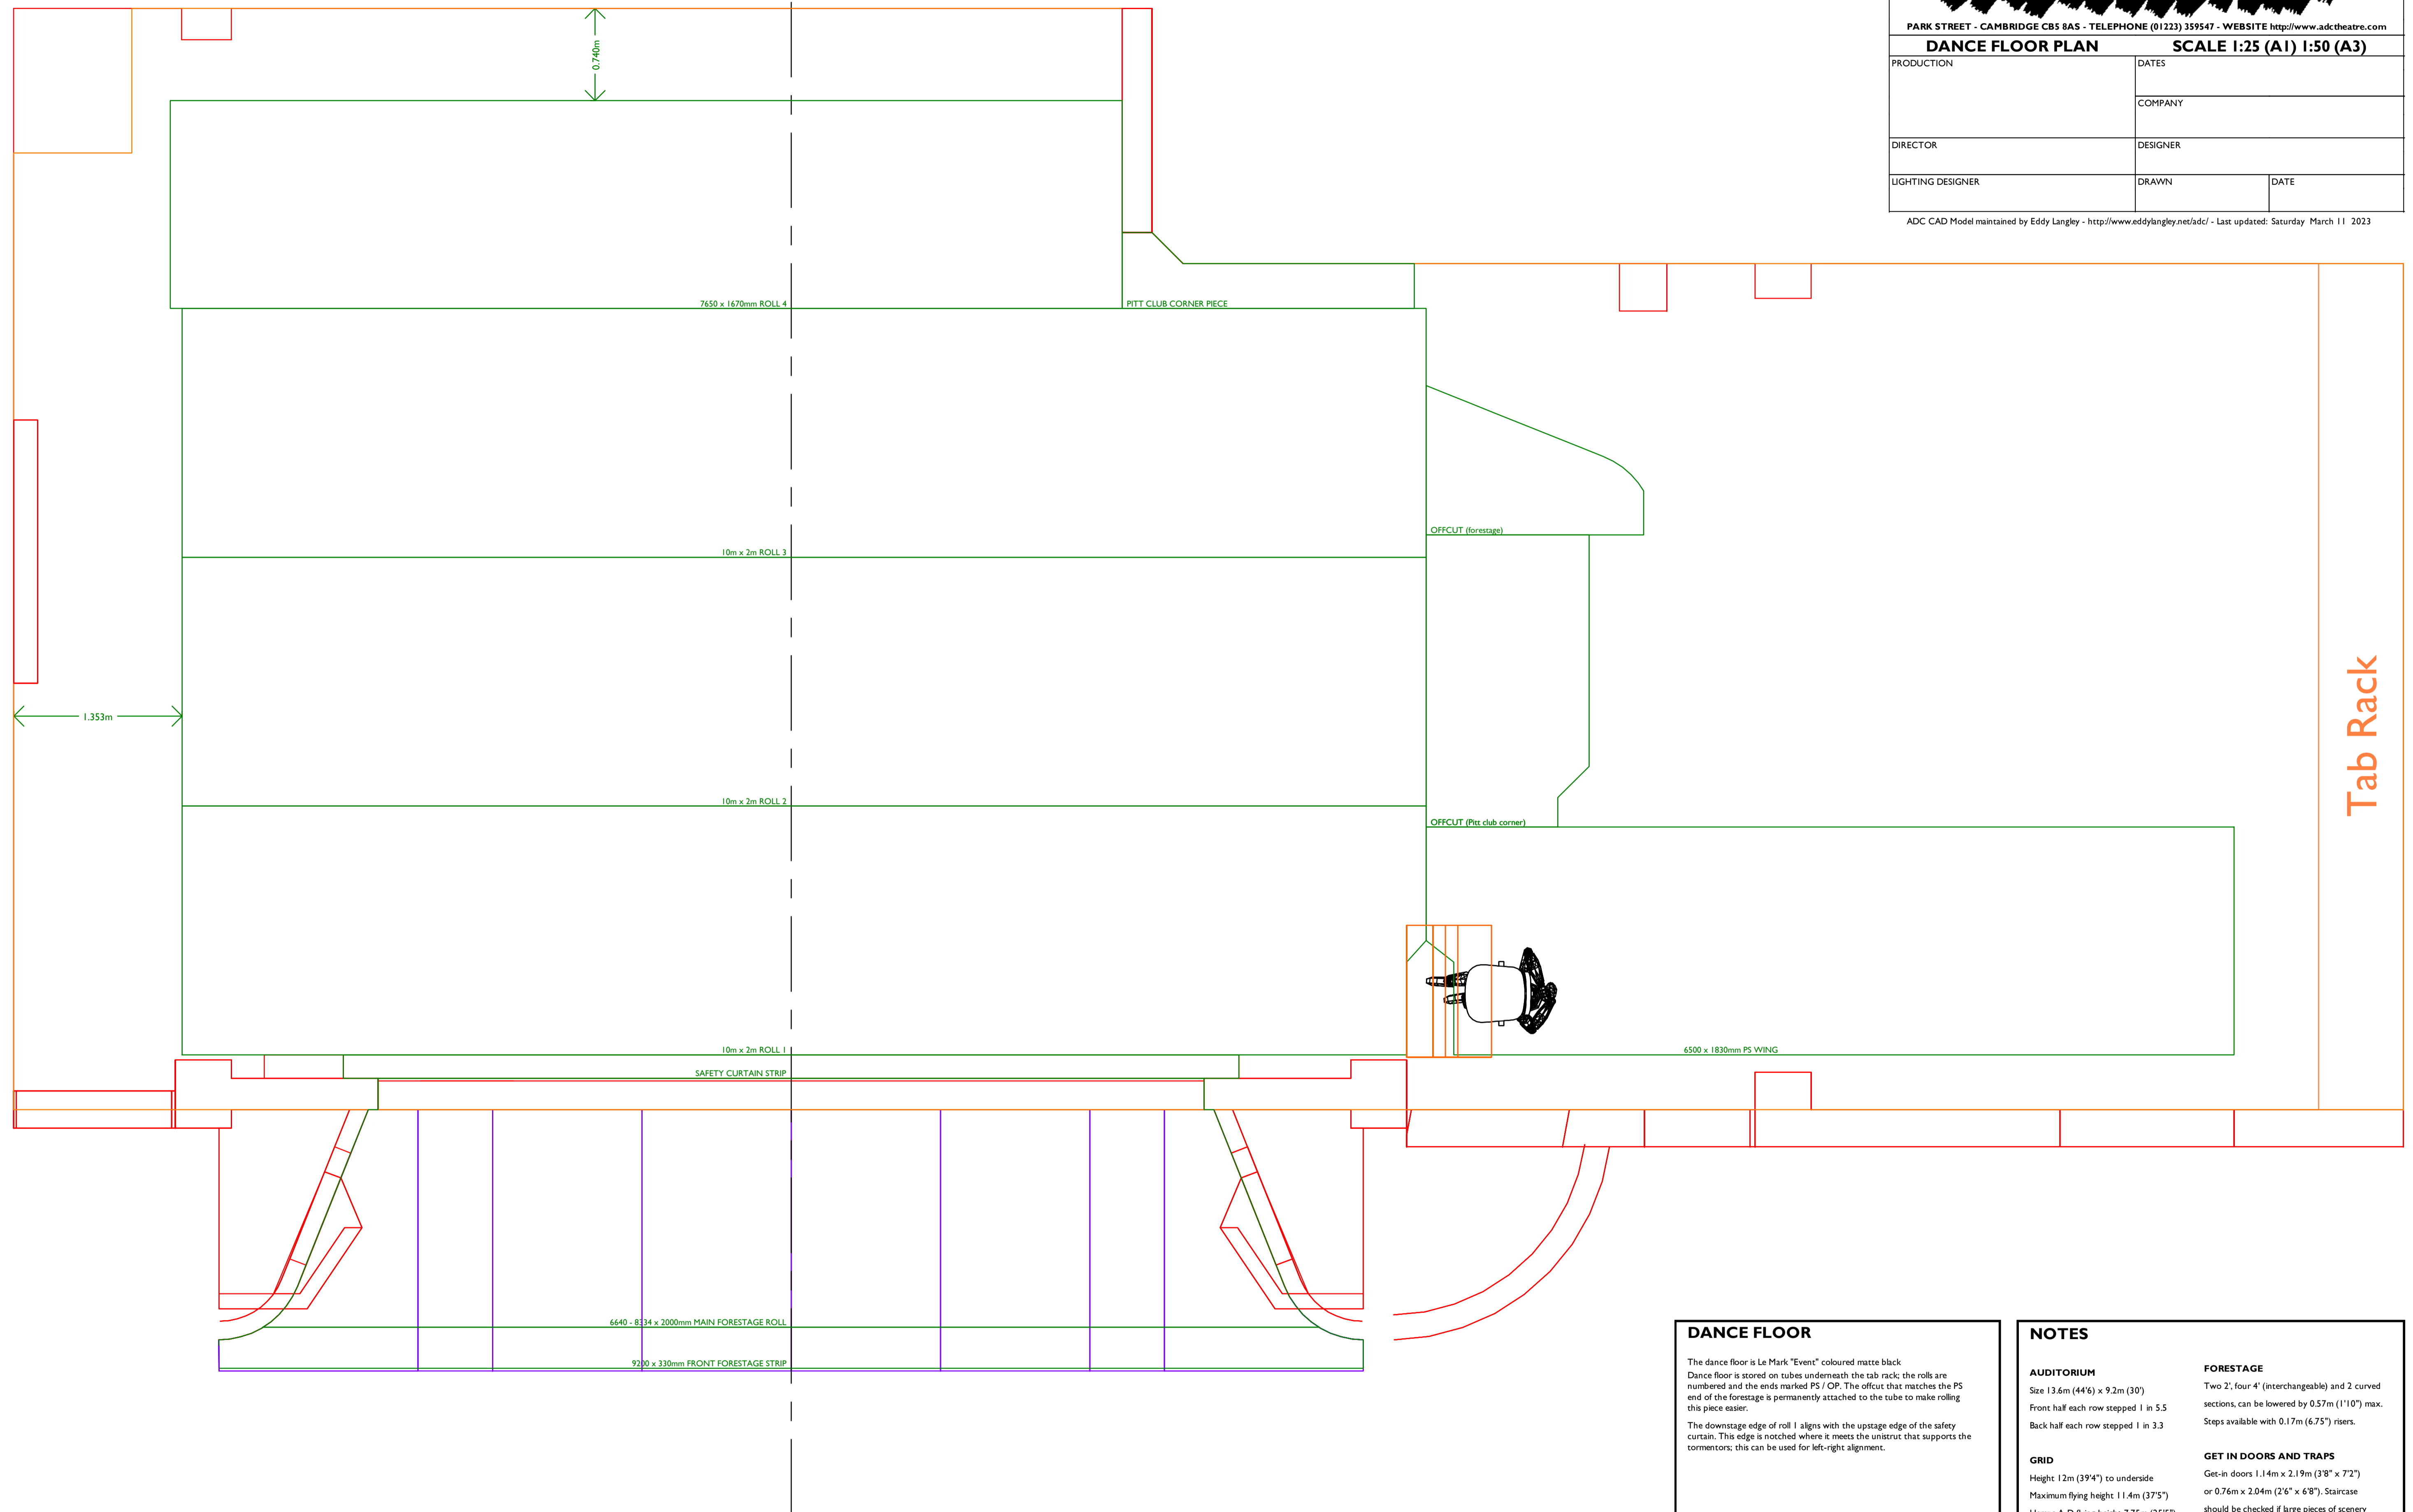 PARK STREET - CAMBRIDGE CB5 8AS - TELEPHONE (01223) 359547 - WEBSITE http://www.adctheatre.com
DANCE FLOOR PLAN SCALE 1:25 (A1) 1:50 (A3)
PRODUCTION
DATES
COMPANY
DIRECTOR
DESIGNER
LIGHTING DESIGNER
DRAWN
DATE
ADC CAD Model maintained by Eddy Langley - http://www.eddylangley.net/adc/ - Last updated: Saturday March 11 2023
0.740m
7650 x 1670mm ROLL 4
PITT CLUB CORNER PIECE
OFFCUT (forestage)
10m x 2m ROLL 3
1.353m
Tab Rack
10m x 2m ROLL 2
OFFCUT (Pitt club corner)
10m x 2m ROLL 1
6500 x 1830mm PS WING
SAFETY CURTAIN STRIP
6640 - 8334 x 2000mm MAIN FORESTAGE ROLL
9200 x 330mm FRONT FORESTAGE STRIP
DANCE FLOOR
The dance floor is Le Mark "Event" coloured matte black
Dance floor is stored on tubes underneath the tab rack; the rolls are
numbered and the ends marked PS / OP. The offcut that matches the PS
end of the forestage is permanently attached to the tube to make rolling
this piece easier.
The downstage edge of roll 1 aligns with the upstage edge of the safety
curtain. This edge is notched where it meets the unistrut that supports the
tormentors; this can be used for left-right alignment.
NOTES
AUDITORIUM
Size 13.6m (44'6) x 9.2m (30')
Front half each row stepped 1 in 5.5
Back half each row stepped 1 in 3.3
GRID
Height 12m (39'4") to underside
Maximum flying height 11.4m (37'5")
FORESTAGE
Two 2', four 4' (interchangeable) and 2 curved
sections, can be lowered by 0.57m (1'10") max.
Steps available with 0.17m (6.75") risers.
GET IN DOORS AND TRAPS
Get-in doors 1.14m x 2.19m (3'8" x 7'2")
or 0.76m x 2.04m (2'6" x 6'8"). Staircase
should be checked if large pieces of scenery